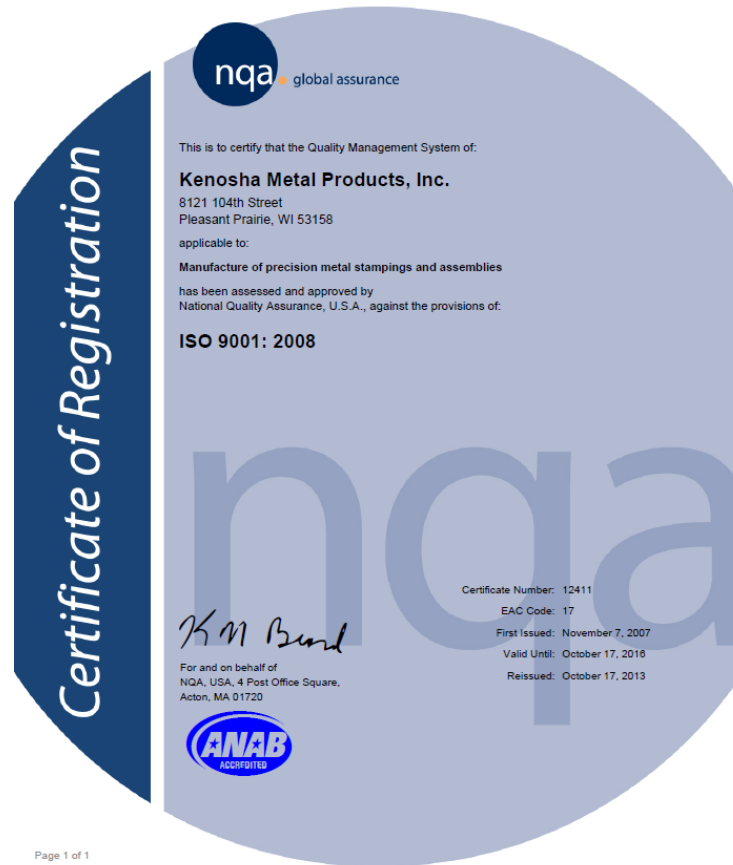 nqa. global assurance
Certificate of Registration
This is to certify that the Quality Management System of:
Kenosha Metal Products, Inc.
8121 104th Street
Pleasant Prairie, WI 53158
applicable to:
Manufacture of precision metal stampings and assemblies
has been assessed and approved by
National Quality Assurance, U.S.A., against the provisions of:
ISO 9001: 2008
nqa
Certificate Number: 12411
EAC Code: 17
First Issued: November 7, 2007
Valid Until: October 17, 2016
Reissued: October 17, 2013
K M Beard
For and on behalf of
NQA, USA, 4 Post Office Square,
Acton, MA 01720
ANAB
ACCREDITED
Page 1 of 1